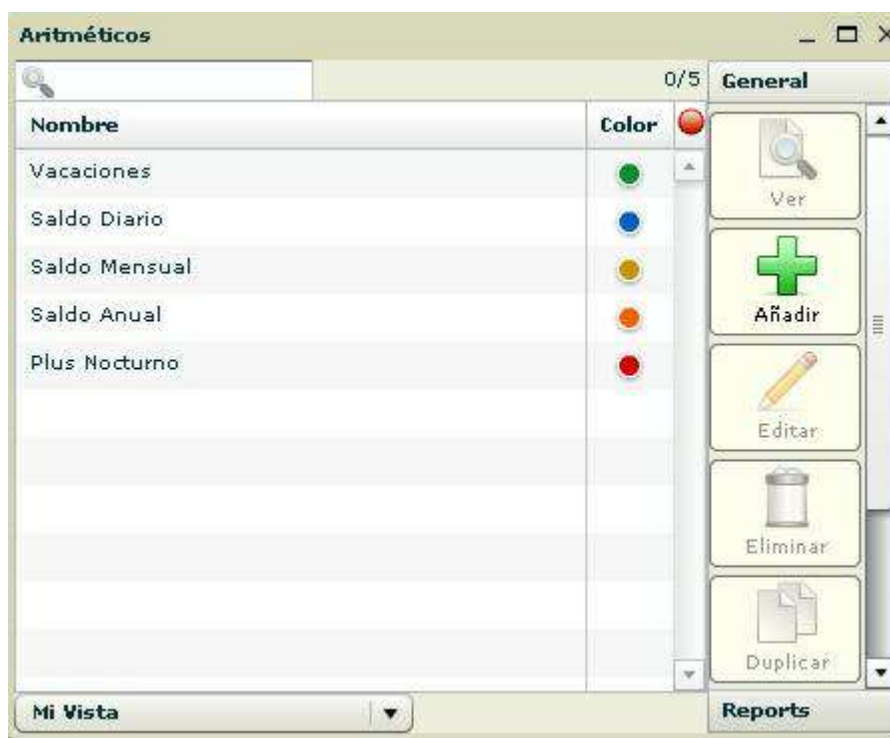 Aritméticos
0/5
General
Nombre
Color
Vacaciones
Saldo Diario
Saldo Mensual
Saldo Anual
Plus Nocturno
Ver
Añadir
Editar
Eliminar
Duplicar
Mi Vista
Reports